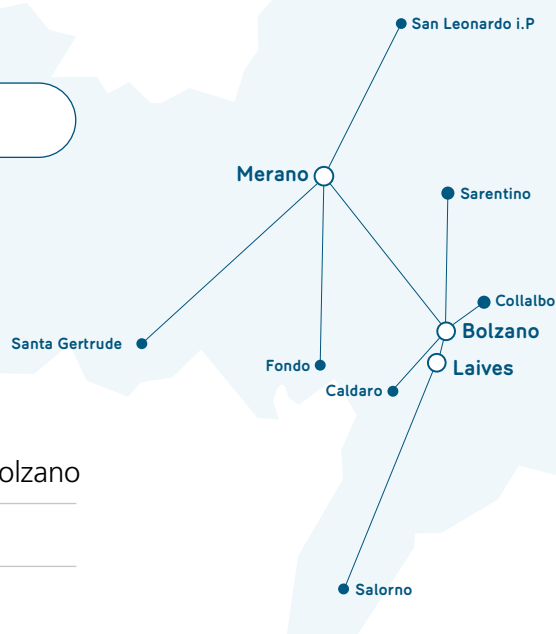 San Leonardo i.P
Merano
Sarentino
Collalbo
Bolzano
Santa Gertrude
Fondo
Laives
Caldaro
olzano
Salorno